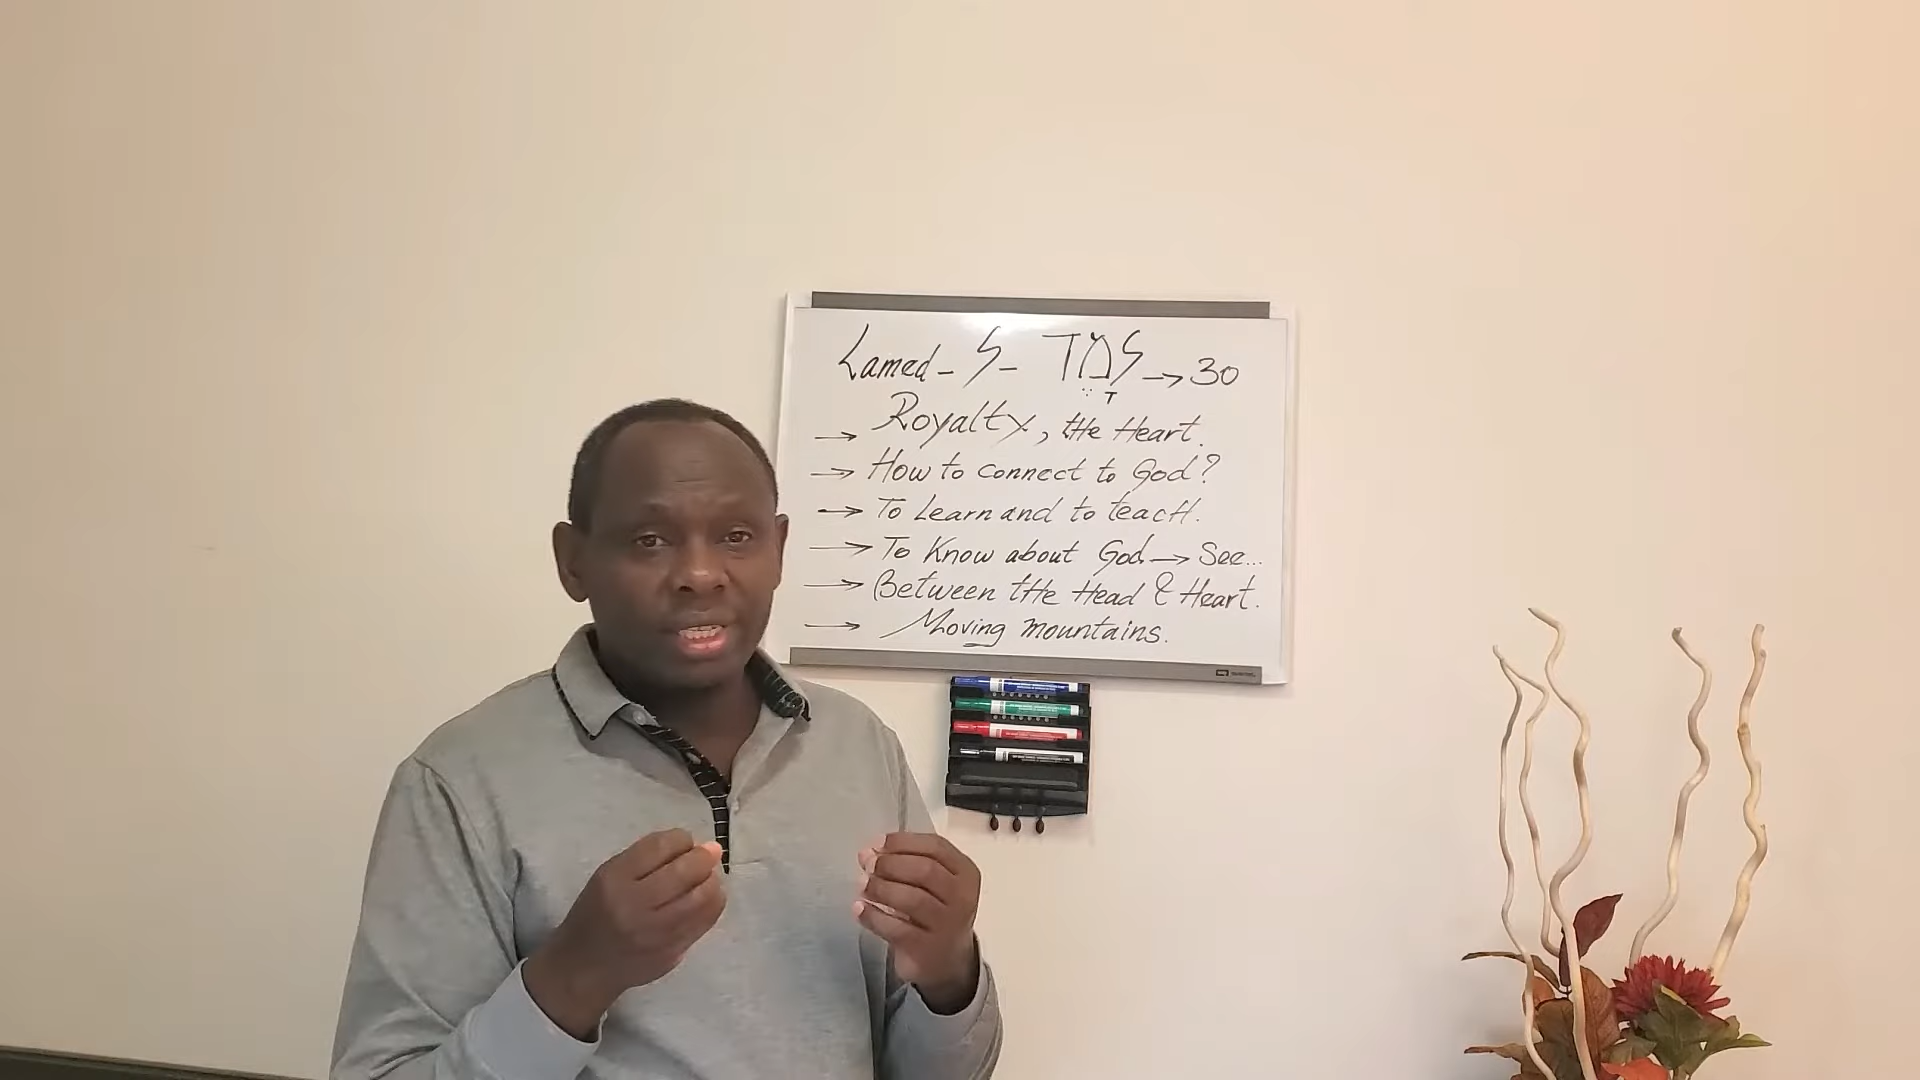 Lamed - ל - לָמֶד → 30
→ Royalty, the Heart.
→ How to connect to God?
→ To Learn and to teach.
→ To Know about God → See...
→ Between the Head & Heart.
→ Moving mountains.